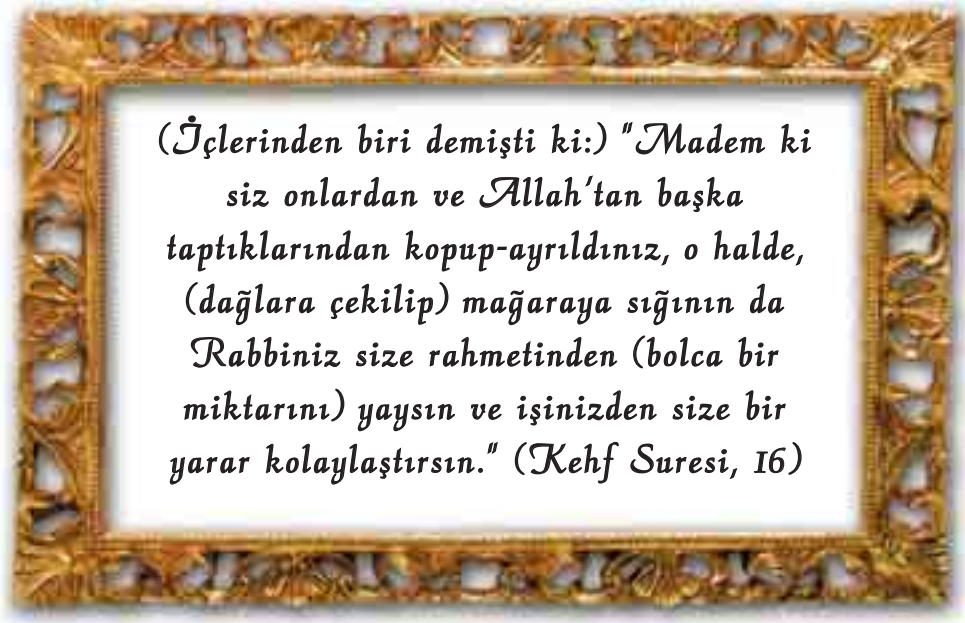 (İçlerinden biri demişti ki:) "Madem ki
siz onlardan ve Allah'tan başka
taptıklarından kopup-ayrıldınız, o halde,
(dağlara çekilip) mağaraya sığının da
Rabbiniz size rahmetinden (bolca bir
miktarını) yaysın ve işinizden size bir
yarar kolaylaştırsın." (Kehf Suresi, 16)